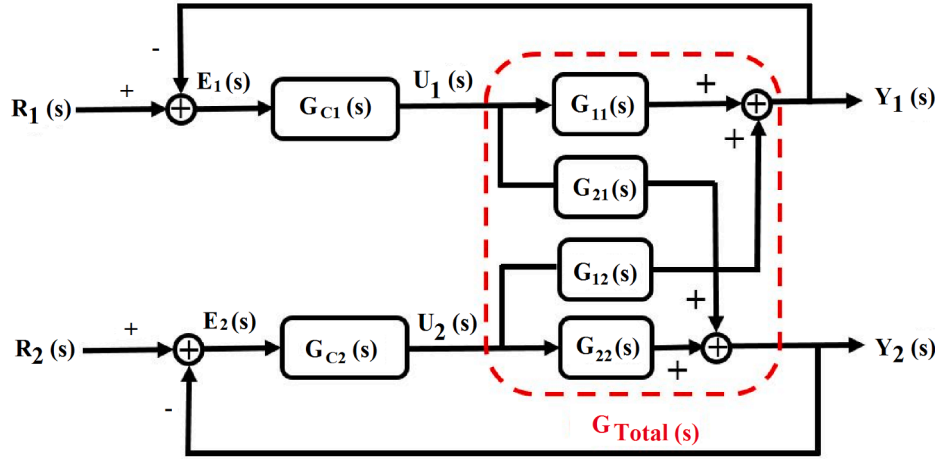 -
E1(s)
U1 (s)
+
R1 (s)
+
GC1 (s)
G11(s)
+
Y1 (s)
+
G21(s)
G12(s)
+
E2(s)
U2 (s)
+
R2 (s)
+
GC2 (s)
G22(s)
+
+
Y2(s)
-
GTotal (s)